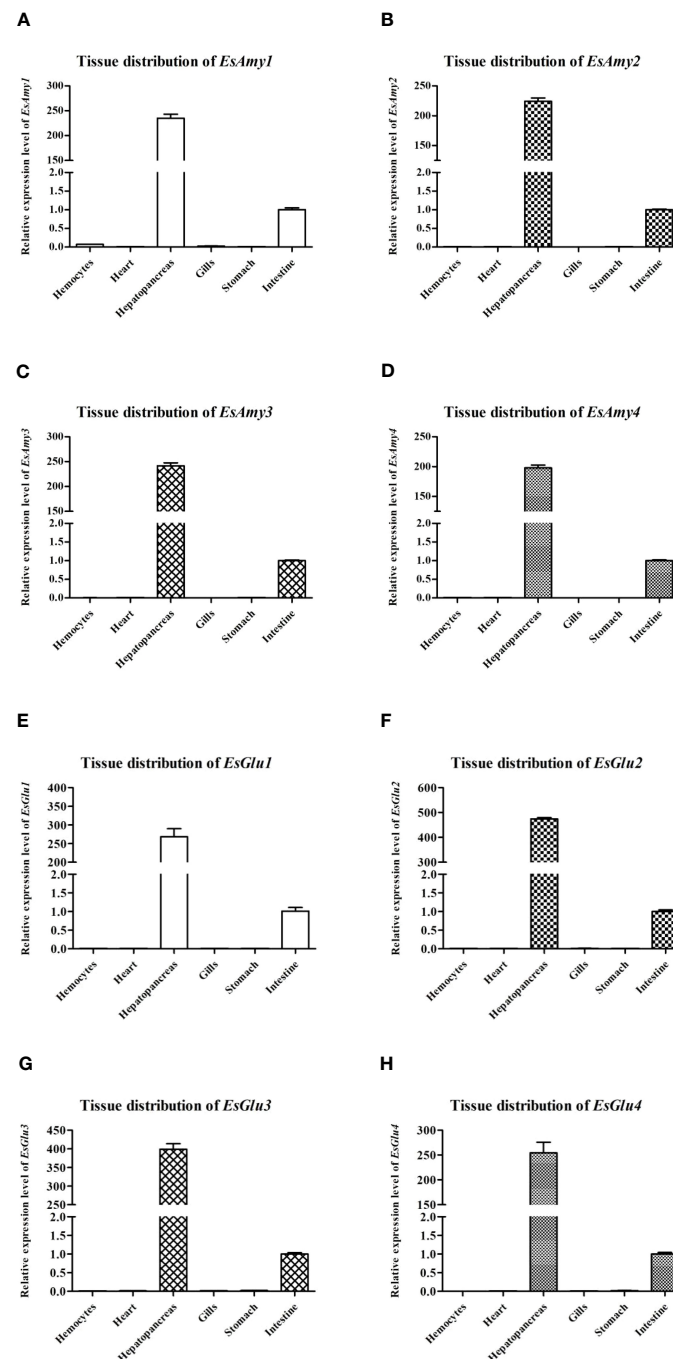 A
Tissue distribution of EsAmy1
Relative expression level of EsAmy1
300
250
200
150
2.0
1.5
1.0
0.5
0.0
Hemocytes
Heart
Hepatopancreas
Gills
Stomach
Intestine
B
Tissue distribution of EsAmy2
Relative expression level of EsAmy2
250
200
150
100
2.0
1.5
1.0
0.5
0.0
Hemocytes
Heart
Hepatopancreas
Gills
Stomach
Intestine
C
Tissue distribution of EsAmy3
Relative expression level of EsAmy3
300
250
200
150
2.0
1.5
1.0
0.5
0.0
Hemocytes
Heart
Hepatopancreas
Gills
Stomach
Intestine
D
Tissue distribution of EsAmy4
Relative expression level of EsAmy4
250
200
150
100
2.0
1.5
1.0
0.5
0.0
Hemocytes
Heart
Hepatopancreas
Gills
Stomach
Intestine
E
Tissue distribution of EsGlu1
Relative expression level of EsGlu1
400
350
300
250
200
2.0
1.5
1.0
0.5
0.0
Hemocytes
Heart
Hepatopancreas
Gills
Stomach
Intestine
F
Tissue distribution of EsGlu2
Relative expression level of EsGlu2
600
500
400
300
2.0
1.5
1.0
0.5
0.0
Hemocytes
Heart
Hepatopancreas
Gills
Stomach
Intestine
G
Tissue distribution of EsGlu3
Relative expression level of EsGlu3
450
400
350
300
250
2.0
1.5
1.0
0.5
0.0
Hemocytes
Heart
Hepatopancreas
Gills
Stomach
Intestine
H
Tissue distribution of EsGlu4
Relative expression level of EsGlu4
300
250
200
150
2.0
1.5
1.0
0.5
0.0
Hemocytes
Heart
Hepatopancreas
Gills
Stomach
Intestine